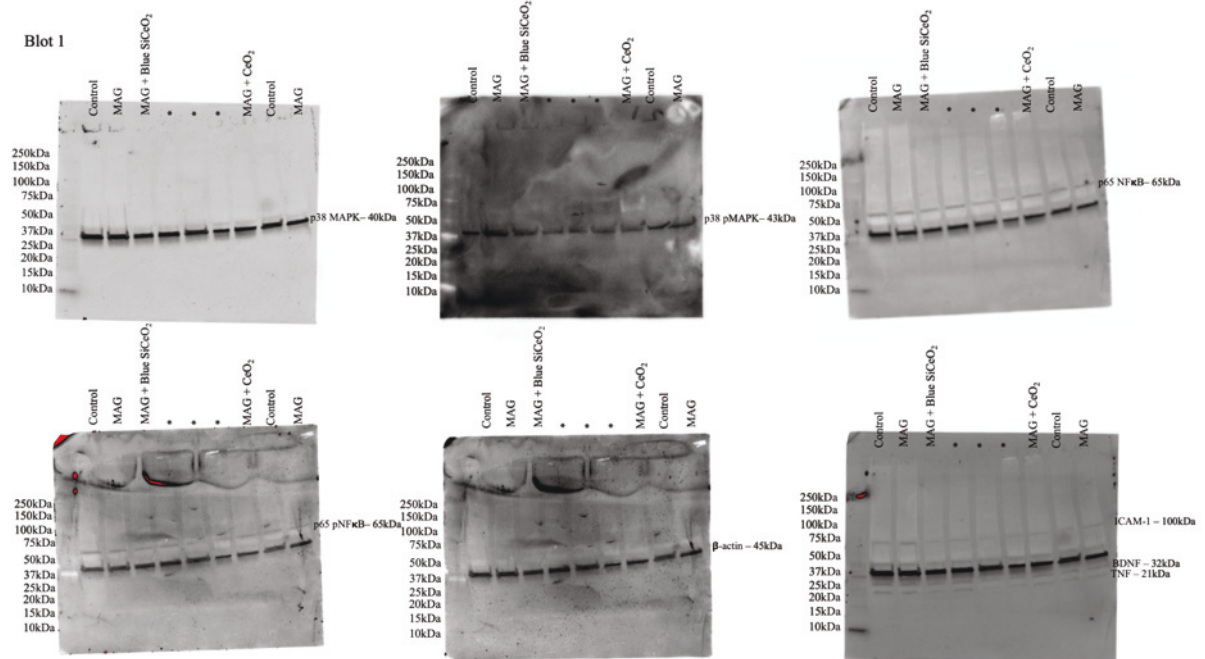 Blot 1
Control
MAG
MAG + Blue SiCeO₂
*
*
*
MAG + CeO₂
Control
MAG
250kDa
150kDa
100kDa
75kDa
50kDa
37kDa
25kDa
20kDa
15kDa
10kDa
p38 MAPK– 40kDa
Control
MAG
MAG + Blue SiCeO₂
*
*
*
MAG + CeO₂
Control
MAG
250kDa
150kDa
100kDa
75kDa
50kDa
37kDa
25kDa
20kDa
15kDa
10kDa
p38 pMAPK– 43kDa
Control
MAG
MAG + Blue SiCeO₂
*
*
*
MAG + CeO₂
Control
MAG
250kDa
150kDa
100kDa
75kDa
50kDa
37kDa
25kDa
20kDa
15kDa
10kDa
p65 NFκB– 65kDa
Control
MAG
MAG + Blue SiCeO₂
*
*
*
MAG + CeO₂
Control
MAG
250kDa
150kDa
100kDa
75kDa
50kDa
37kDa
25kDa
20kDa
15kDa
10kDa
p65 pNFκB– 65kDa
Control
MAG
MAG + Blue SiCeO₂
*
*
*
MAG + CeO₂
Control
MAG
250kDa
150kDa
100kDa
75kDa
50kDa
37kDa
25kDa
20kDa
15kDa
10kDa
β-actin – 45kDa
Control
MAG
MAG + Blue SiCeO₂
*
*
*
MAG + CeO₂
Control
MAG
250kDa
150kDa
100kDa
75kDa
50kDa
37kDa
25kDa
20kDa
15kDa
10kDa
ICAM-1 – 100kDa
BDNF – 32kDa
TNF – 21kDa